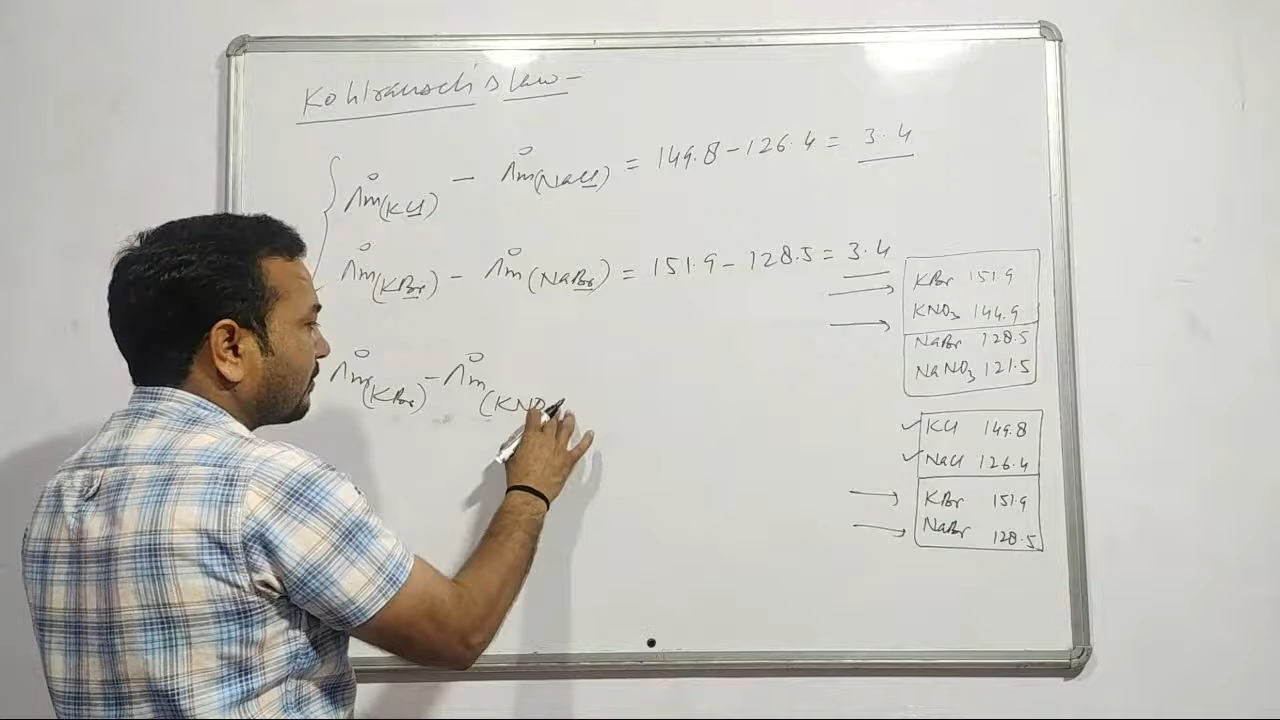 Kohlrausch's law -
Λ°m(KCl) - Λ°m(NaCl) = 149.8 - 126.4 = 3.4
Λ°m(KBr) - Λ°m(NaBr) = 151.9 - 128.5 = 3.4
Λ°m(KBr) - Λ°m(KNO
KBr 151.9
KNO₃ 144.9
NaBr 128.5
NaNO₃ 121.5
✓ KCl 149.8
✓ NaCl 126.4
→ KBr 151.9
→ NaBr 128.5